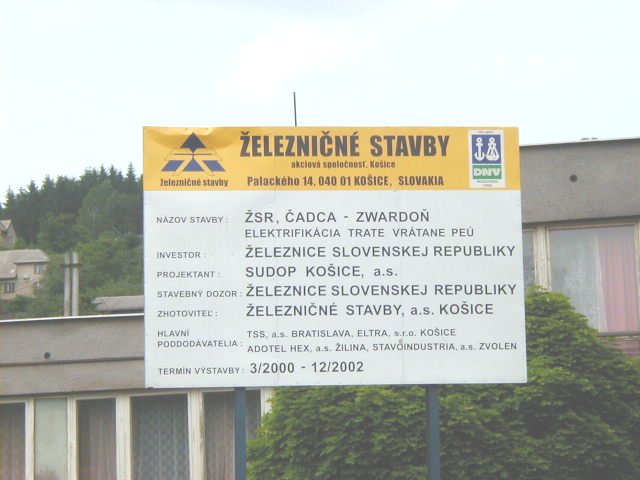 ŽELEZNIČNÉ STAVBY
akciová spoločnosť, Košice
železničné stavby
Palackého 14, 040 01 KOŠICE, SLOVAKIA
DNV
NÁZOV STAVBY: ŽSR, ČADCA - ZWARDOŇ
ELEKTRIFIKÁCIA TRATE VRÁTANE PEÚ
INVESTOR: ŽELEZNICE SLOVENSKEJ REPUBLIKY
PROJEKTANT: SUDOP KOŠICE, a.s.
STAVEBNÝ DOZOR: ŽELEZNICE SLOVENSKEJ REPUBLIKY
ZHOTOVITEĽ: ŽELEZNIČNÉ STAVBY, a.s. KOŠICE
HLAVNÍ PODDODÁVATELIA: TSS, a.s. BRATISLAVA, ELTRA, s.r.o. KOŠICE
ADOTEL HEX, a.s. ŽILINA, STAVOINDUSTRIA, a.s. ZVOLEN
TERMÍN VÝSTAVBY: 3/2000 - 12/2002